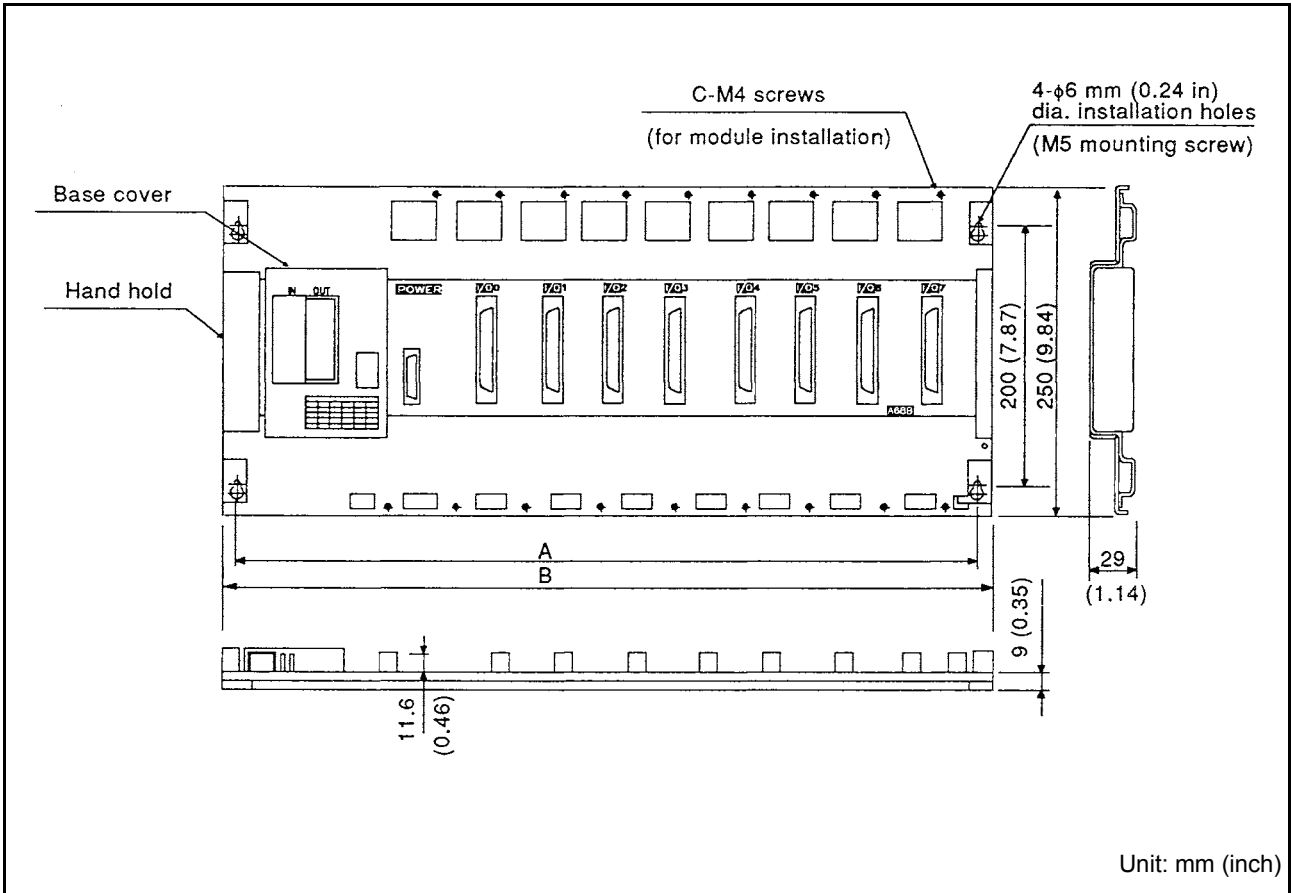 C-M4 screws
(for module installation)
4-φ6 mm (0.24 in)
dia. installation holes
(M5 mounting screw)
Base cover
Hand hold
IN OUT
POWER I/O0 I/O1 I/O2 I/O3 I/O4 I/O5 I/O6 I/O7
A68B
200 (7.87)
250 (9.84)
A
B
29
(1.14)
9 (0.35)
11.6
(0.46)
Unit: mm (inch)